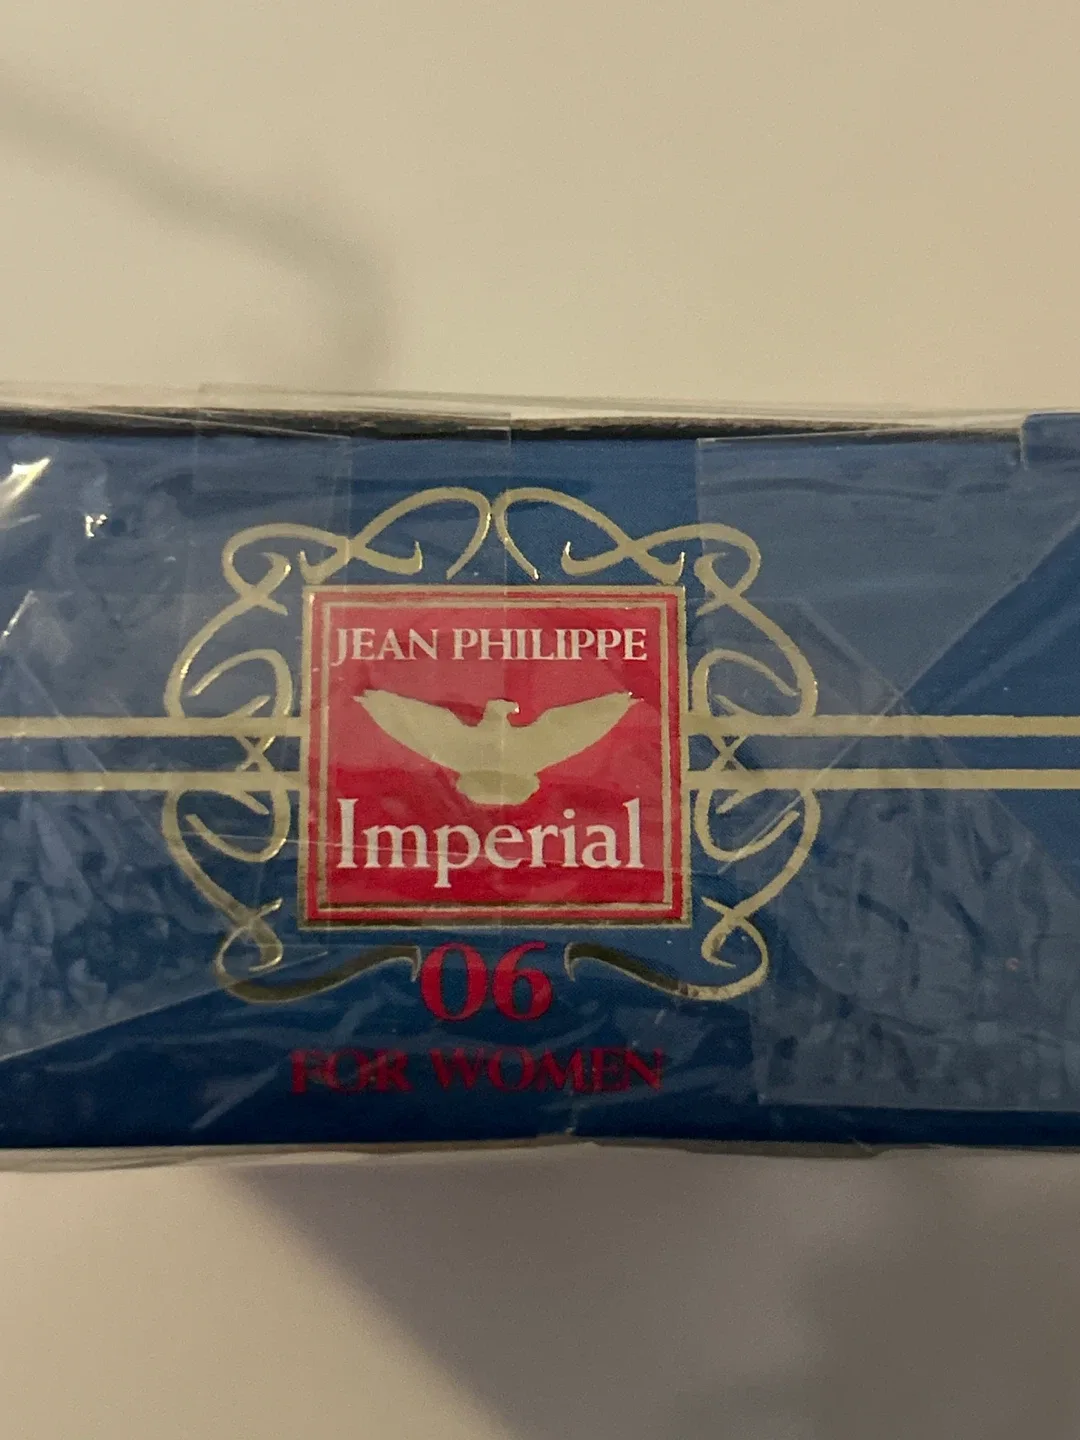 JEAN PHILIPPE
Imperial
06
FOR WOMEN